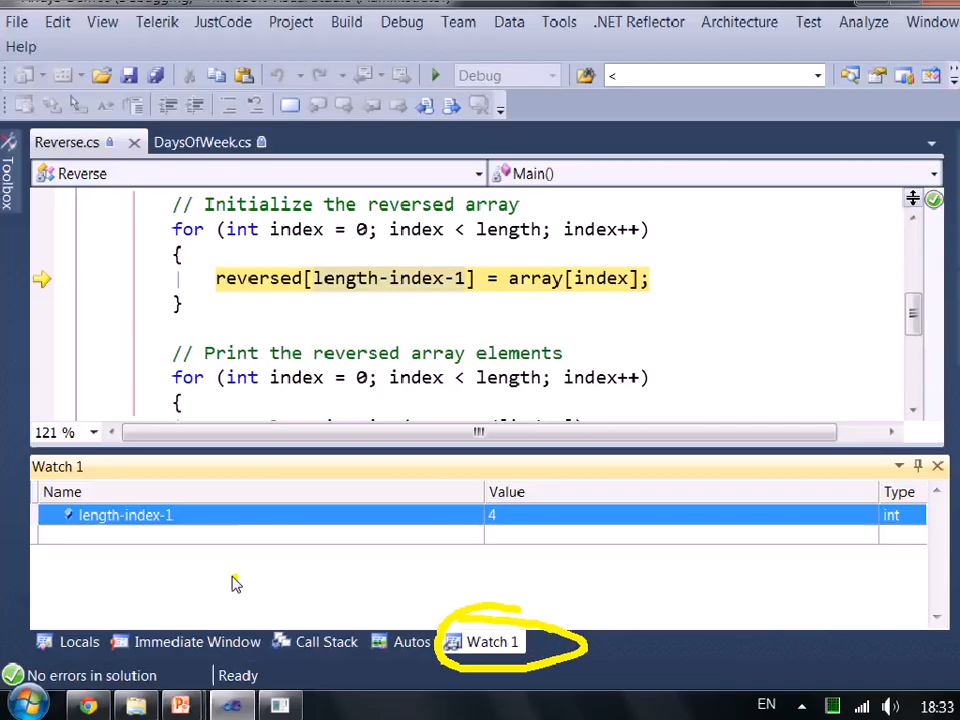 File Edit View Telerik JustCode Project Build Debug Team Data Tools .NET Reflector Architecture Test Analyze Window
Help
Debug <
Toolbox
Reverse.cs DaysOfWeek.cs
Reverse Main()
// Initialize the reversed array
for (int index = 0; index < length; index++)
{
reversed[length-index-1] = array[index];
}
// Print the reversed array elements
for (int index = 0; index < length; index++)
{
121 %
Watch 1
Name Value Type
length-index-1 4 int
Locals Immediate Window Call Stack Autos Watch 1
No errors in solution Ready
EN 18:33